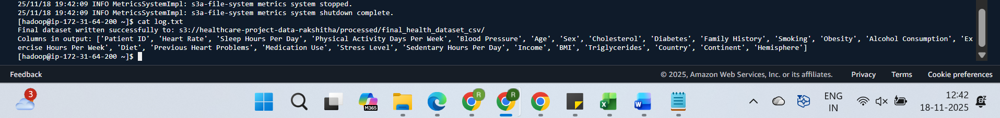 25/11/18 19:42:09 INFO MetricsSystemImpl: s3a-file-system metrics system stopped.
25/11/18 19:42:09 INFO MetricsSystemImpl: s3a-file-system metrics system shutdown complete.
[hadoop@ip-172-31-64-200 ~]$ cat log.txt
Final dataset written successfully to: s3://healthcare-project-data-rakshitha/processed/final_health_dataset_csv/
Columns in output: ['Patient ID', 'Heart Rate', 'Sleep Hours Per Day', 'Physical Activity Days Per Week', 'Blood Pressure', 'Age', 'Sex', 'Cholesterol', 'Diabetes', 'Family History', 'Smoking', 'Obesity', 'Alcohol Consumption', 'Ex
ercise Hours Per Week', 'Diet', 'Previous Heart Problems', 'Medication Use', 'Stress Level', 'Sedentary Hours Per Day', 'Income', 'BMI', 'Triglycerides', 'Country', 'Continent', 'Hemisphere']
[hadoop@ip-172-31-64-200 ~]$
Feedback © 2025, Amazon Web Services, Inc. or its affiliates. Privacy Terms Cookie preferences
3 M365 R R X W ENG 12:42
IN 18-11-2025